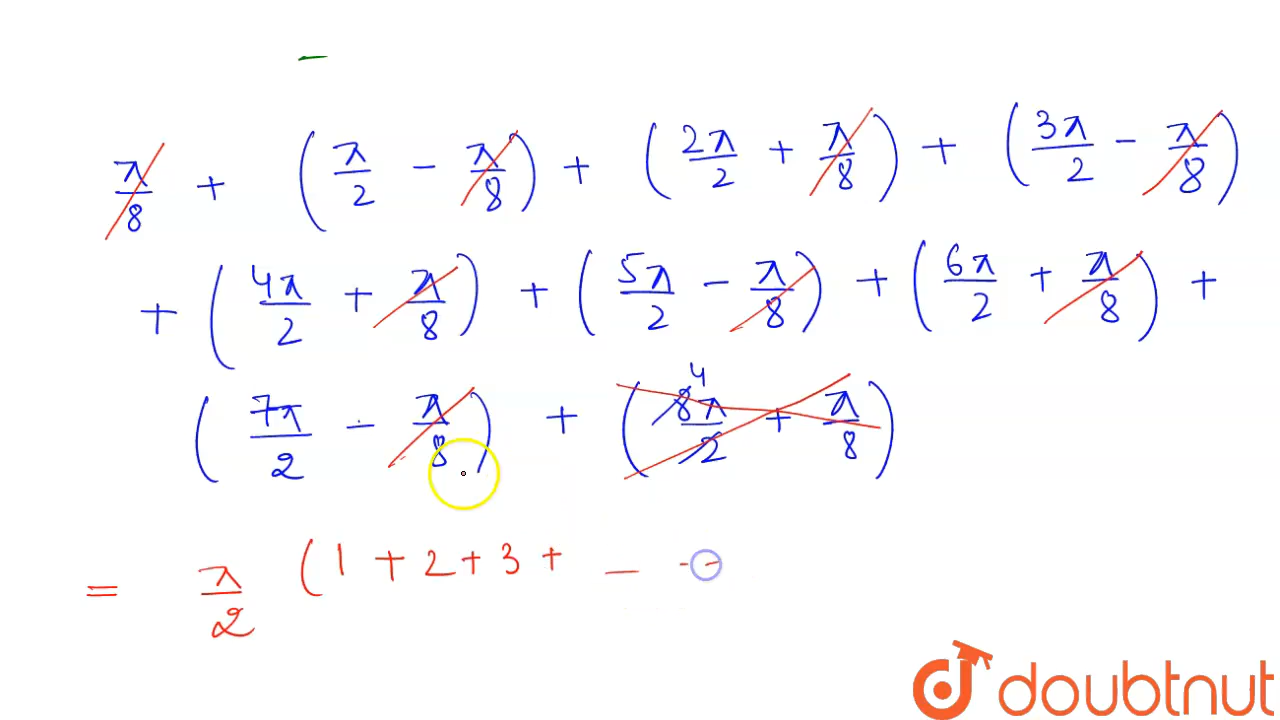 π/8 + (π/2 - π/8) + (2π/2 + π/8) + (3π/2 - π/8)
+ (4π/2 + π/8) + (5π/2 - π/8) + (6π/2 + π/8) +
(7π/2 - π/8) + (8π/2 + π/8)
4
= π/2 (1 + 2 + 3 + _ -
doubtnut